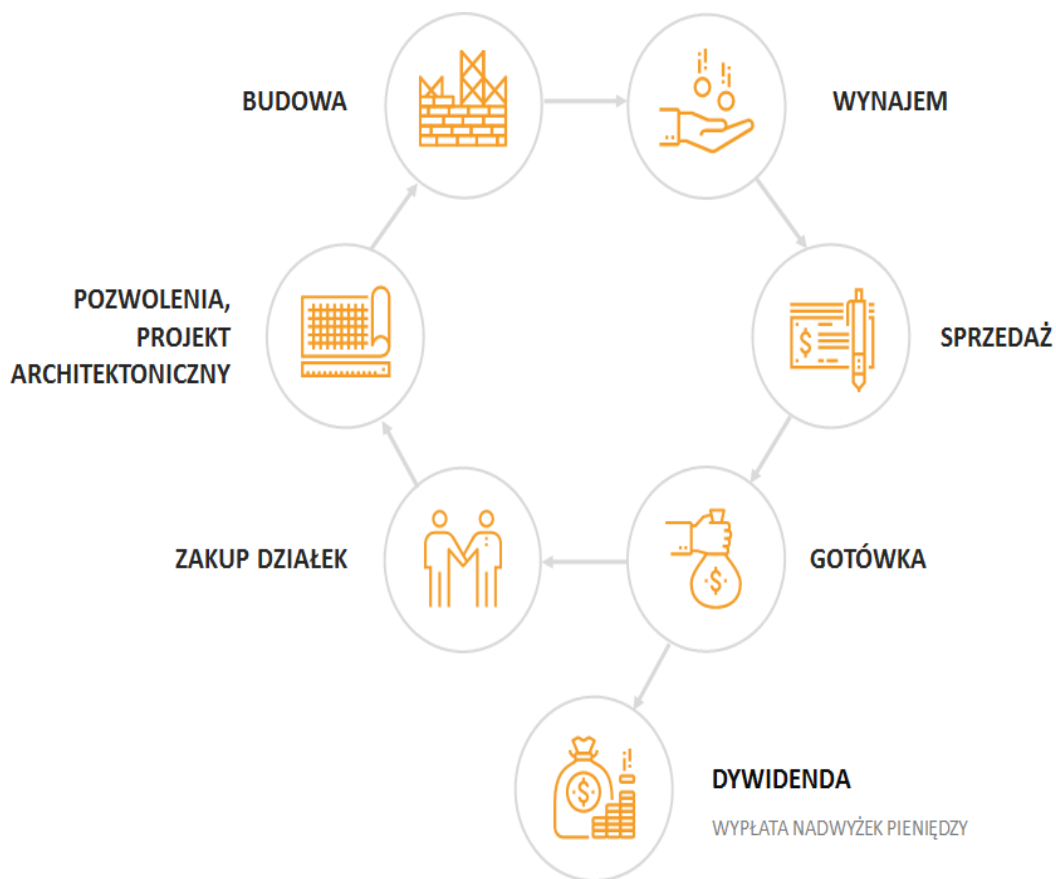 BUDOWA
WYNAJEM
POZWOLENIA,
PROJEKT
ARCHITEKTONICZNY
SPRZEDAŻ
ZAKUP DZIAŁEK
GOTÓWKA
DYWIDENDA
WYPŁATA NADWYŻEK PIENIĘDZY